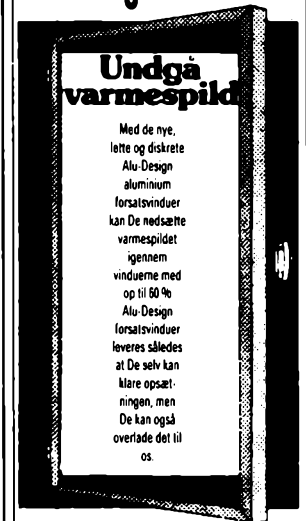 Undgå
varmespild
Med de nye,
lette og diskrete
Alu-Design
aluminium
forsatsvinduer
kan De nedsætte
varmespildet
igennem
vinduerne med
op til 60 %
Alu-Design
forsatsvinduer
leveres således
at De selv kan
klare opsæt-
ningen, men
De kan også
overlade det til
os.